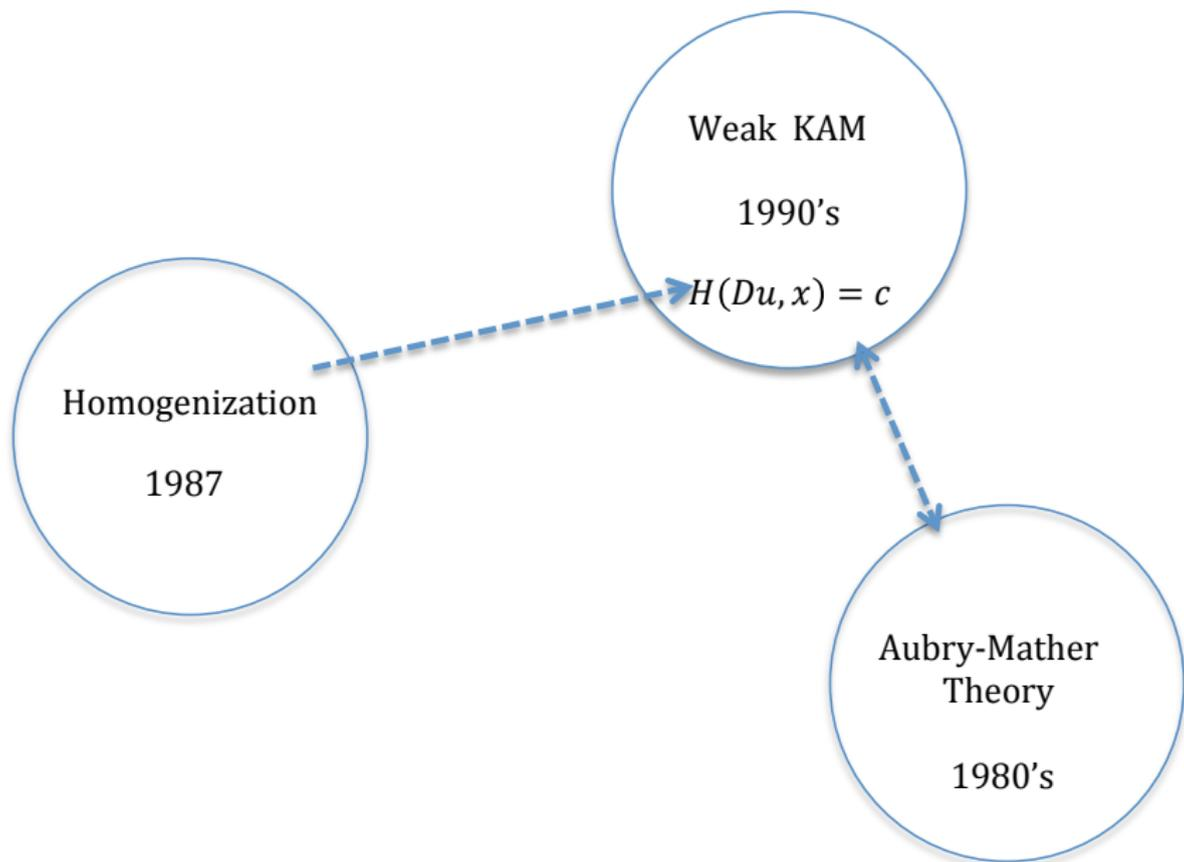 Weak KAM
1990's
H(Du, x) = c
Homogenization
1987
Aubry-Mather
Theory
1980's